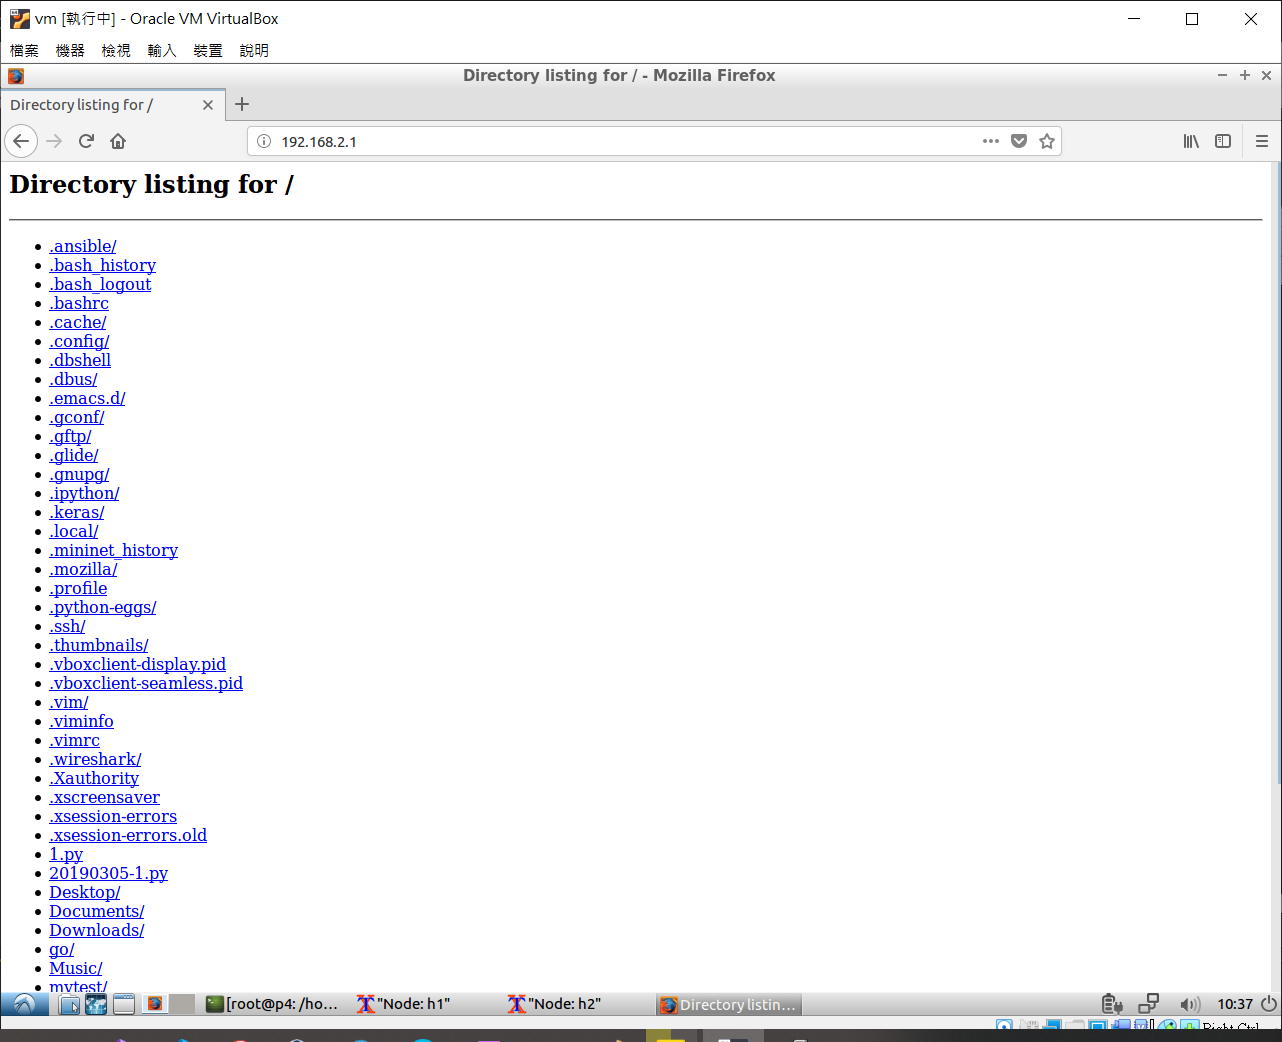 vm [執行中] - Oracle VM VirtualBox
檔案 機器 檢視 輸入 裝置 說明
Directory listing for / - Mozilla Firefox
Directory listing for /
192.168.2.1
Directory listing for /
.ansible/
.bash_history
.bash_logout
.bashrc
.cache/
.config/
.dbshell
.dbus/
.emacs.d/
.gconf/
.gftp/
.glide/
.gnupg/
.ipython/
.keras/
.local/
.mininet_history
.mozilla/
.profile
.python-eggs/
.ssh/
.thumbnails/
.vboxclient-display.pid
.vboxclient-seamless.pid
.vim/
.viminfo
.vimrc
.wireshark/
.Xauthority
.xscreensaver
.xsession-errors
.xsession-errors.old
1.py
20190305-1.py
Desktop/
Documents/
Downloads/
go/
Music/
mytest/
[root@p4: /ho... "Node: h1" "Node: h2" Directory listin... 10:37
Right Ctrl